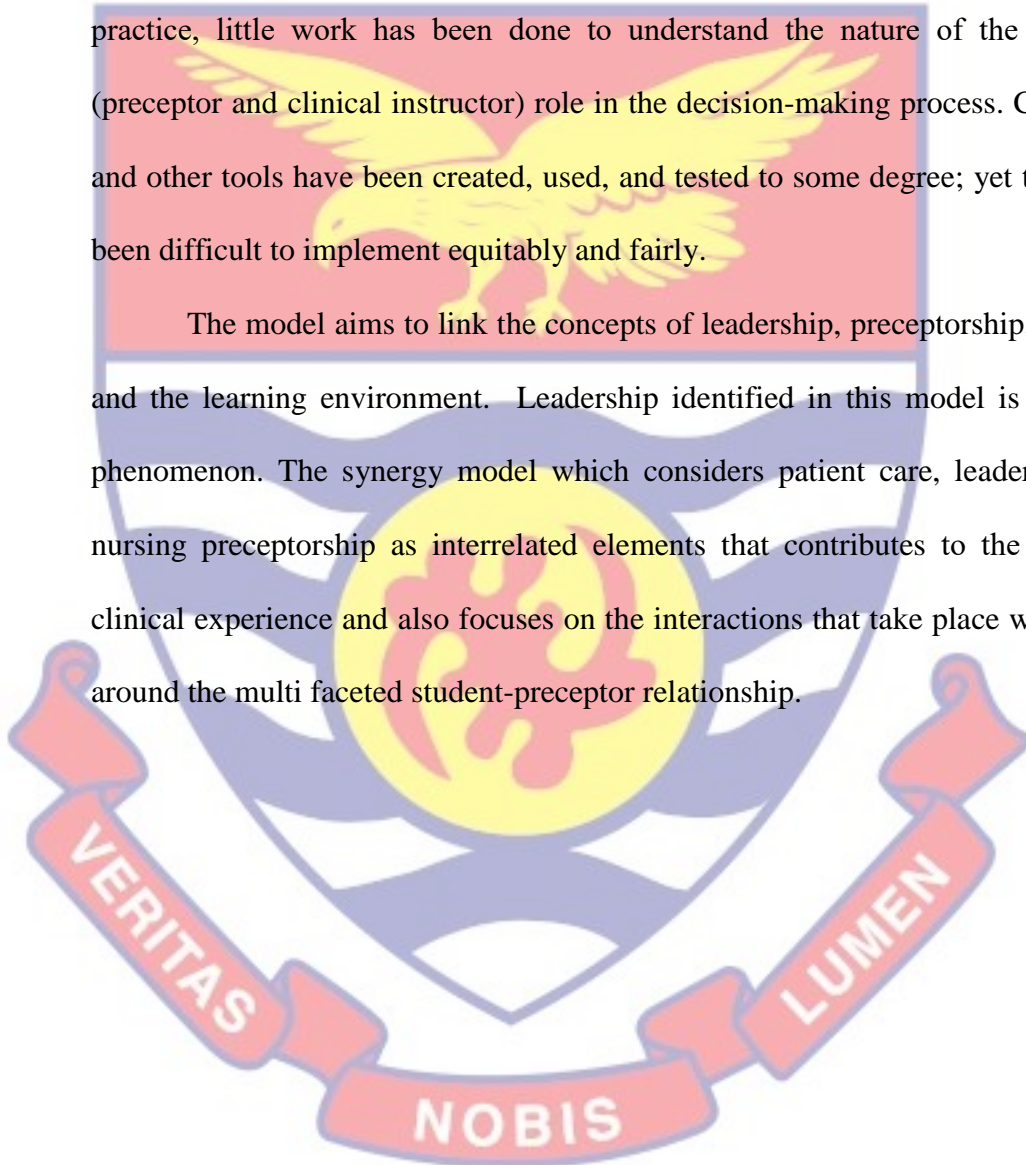 practice, little work has been done to understand the nature of the
(preceptor and clinical instructor) role in the decision-making process.
and other tools have been created, used, and tested to some degree; yet
been difficult to implement equitably and fairly.
The model aims to link the concepts of leadership, preceptorship
and the learning environment. Leadership identified in this model is
phenomenon. The synergy model which considers patient care,
nursing preceptorship as interrelated elements that contributes to the
clinical experience and also focuses on the interactions that take place
around the multi faceted student-preceptor relationship.
VERITAS
NOBIS
LUMEN